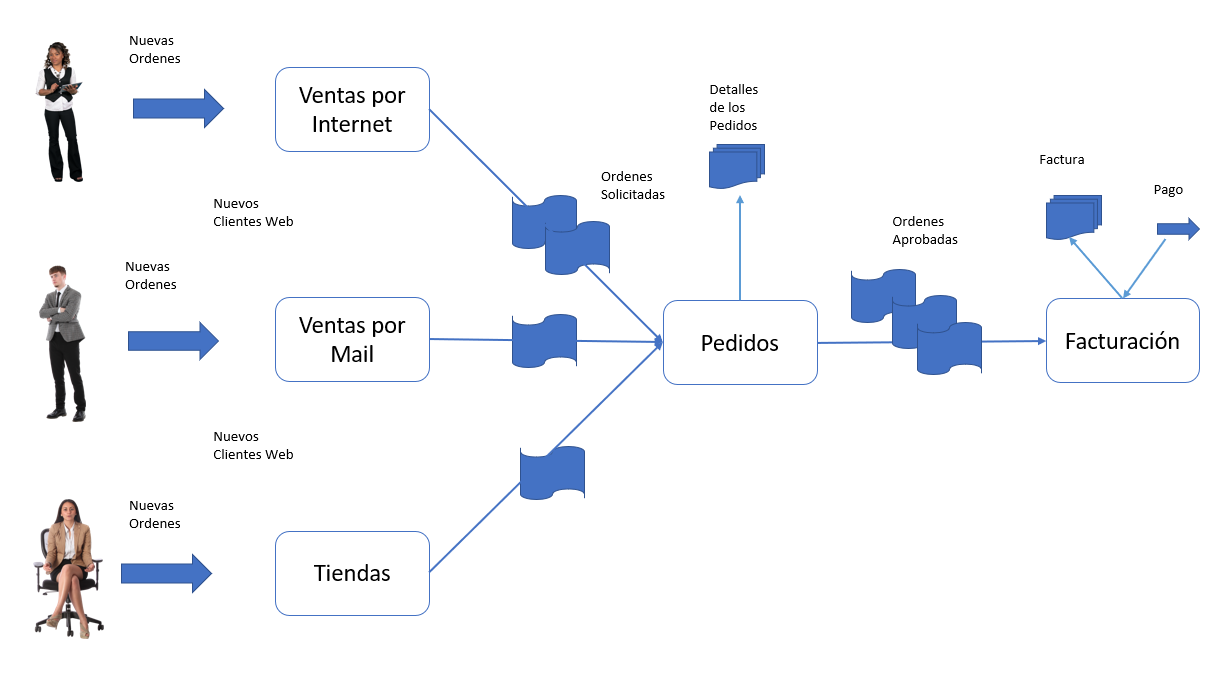 Nuevas
Ordenes
Ventas por
Internet
Detalles
de los
Pedidos
Ordenes
Solicitadas
Factura
Pago
Nuevos
Clientes Web
Ordenes
Aprobadas
Nuevas
Ordenes
Ventas por
Mail
Pedidos
Facturación
Nuevos
Clientes Web
Nuevas
Ordenes
Tiendas